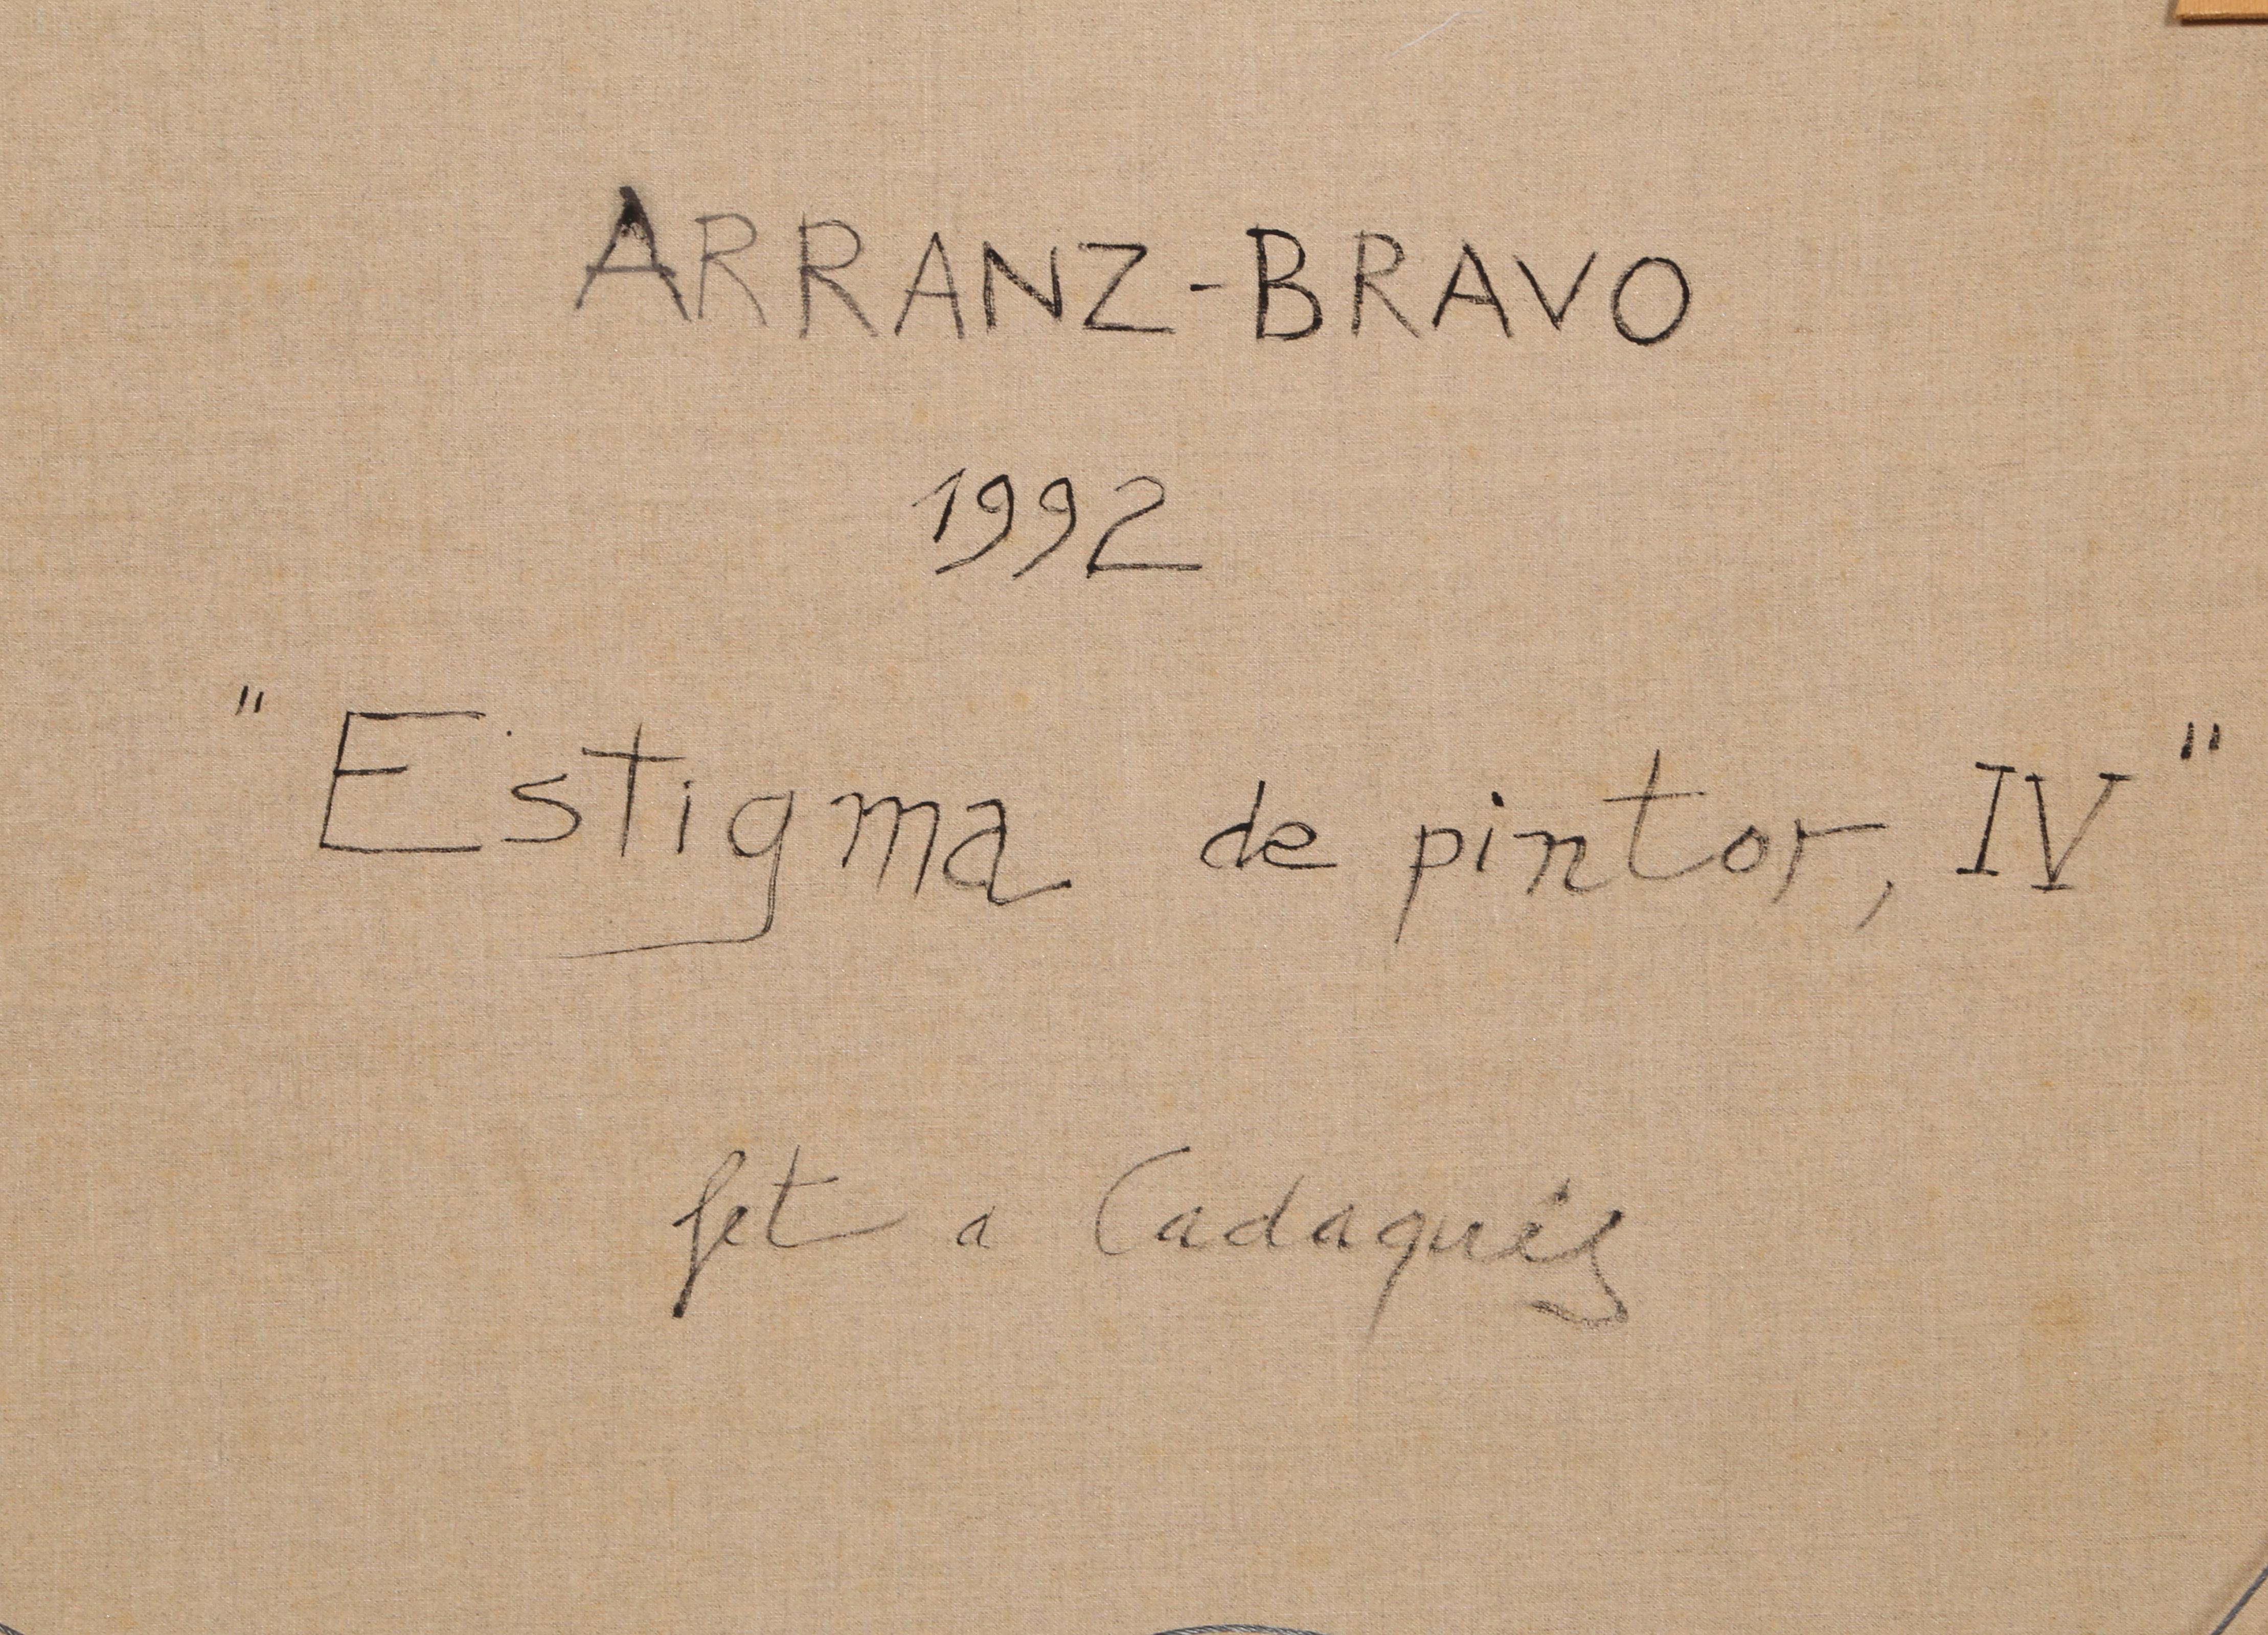 ARRANZ-BRAVO
1992
"Estigma de pintor, IV"
fet a Cadaqués